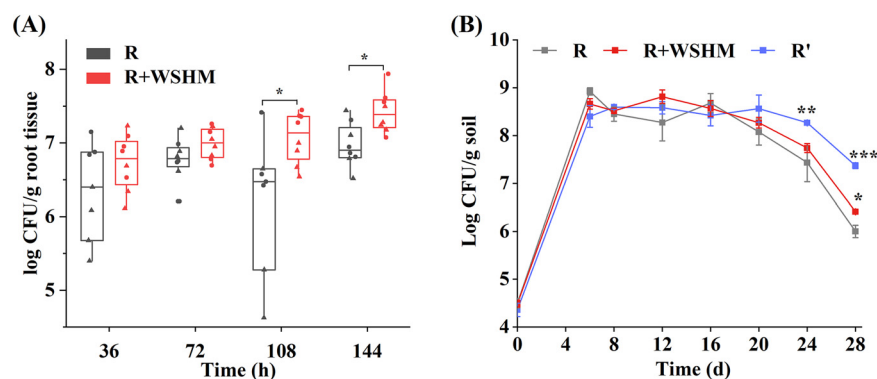 (A)
R
R+WSHM
log CFU/g root tissue
8
7
6
5
*
*
36
72
108
144
Time (h)
(B)
R
R+WSHM
R'
Log CFU/g soil
10
9
8
7
6
5
4
**
***
*
0
4
8
12
16
20
24
28
Time (d)